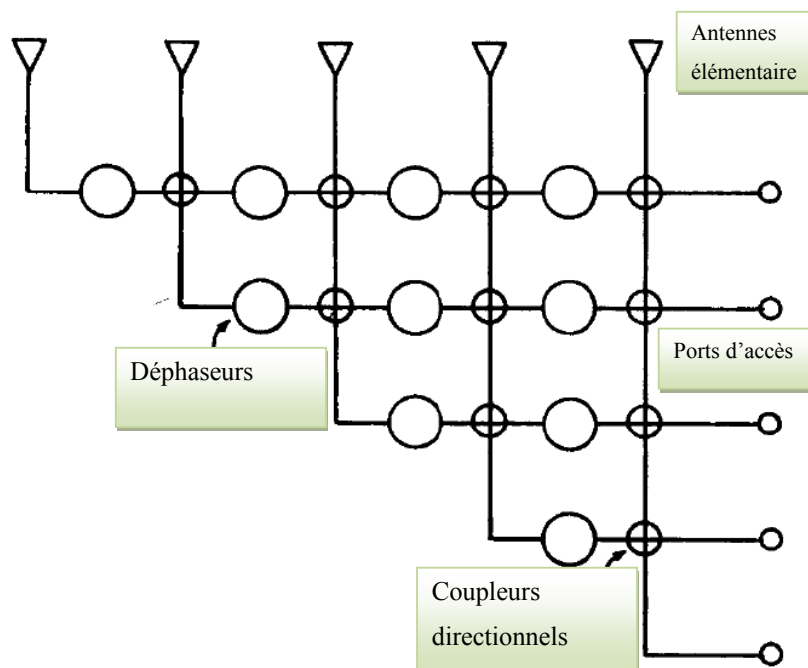 Antennes
élémentaire
Ports d'accès
Déphaseurs
Coupleurs
directionnels